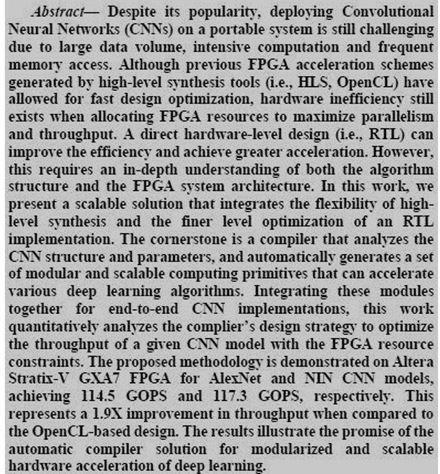 Abstract— Despite its popularity, deploying Convolutional
Neural Networks (CNNs) on a portable system is still challenging
due to large data volume, intensive computation and frequent
memory access. Although previous FPGA acceleration schemes
generated by high-level synthesis tools (i.e., HLS, OpenCL) have
allowed for fast design optimization, hardware inefficiency still
exists when allocating FPGA resources to maximize parallelism
and throughput. A direct hardware-level design (i.e., RTL) can
improve the efficiency and achieve greater acceleration. However,
this requires an in-depth understanding of both the algorithm
structure and the FPGA system architecture. In this work, we
present a scalable solution that integrates the flexibility of high-
level synthesis and the finer level optimization of an RTL
implementation. The cornerstone is a compiler that analyzes the
CNN structure and parameters, and automatically generates a set
of modular and scalable computing primitives that can accelerate
various deep learning algorithms. Integrating these modules
together for end-to-end CNN implementations, this work
quantitatively analyzes the complier's design strategy to optimize
the throughput of a given CNN model with the FPGA resource
constraints. The proposed methodology is demonstrated on Altera
Stratix-V GXA7 FPGA for AlexNet and NIN CNN models,
achieving 114.5 GOPS and 117.3 GOPS, respectively. This
represents a 1.9X improvement in throughput when compared to
the OpenCL-based design. The results illustrate the promise of the
automatic compiler solution for modularized and scalable
hardware acceleration of deep learning.